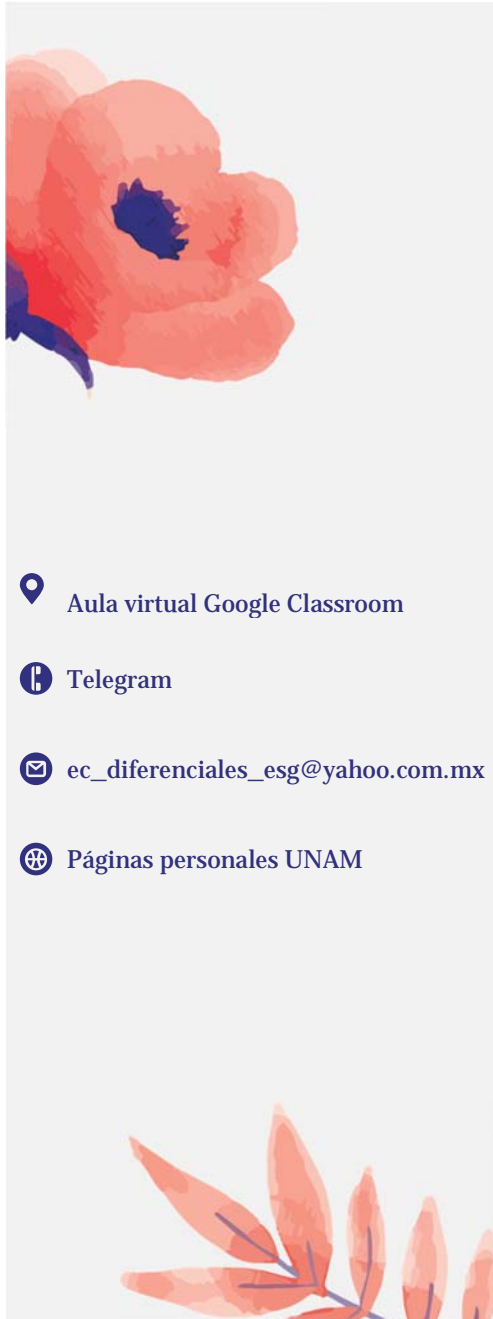 Aula virtual Google Classroom
Telegram
ec_diferenciales_esg@yahoo.com.mx
Páginas personales UNAM